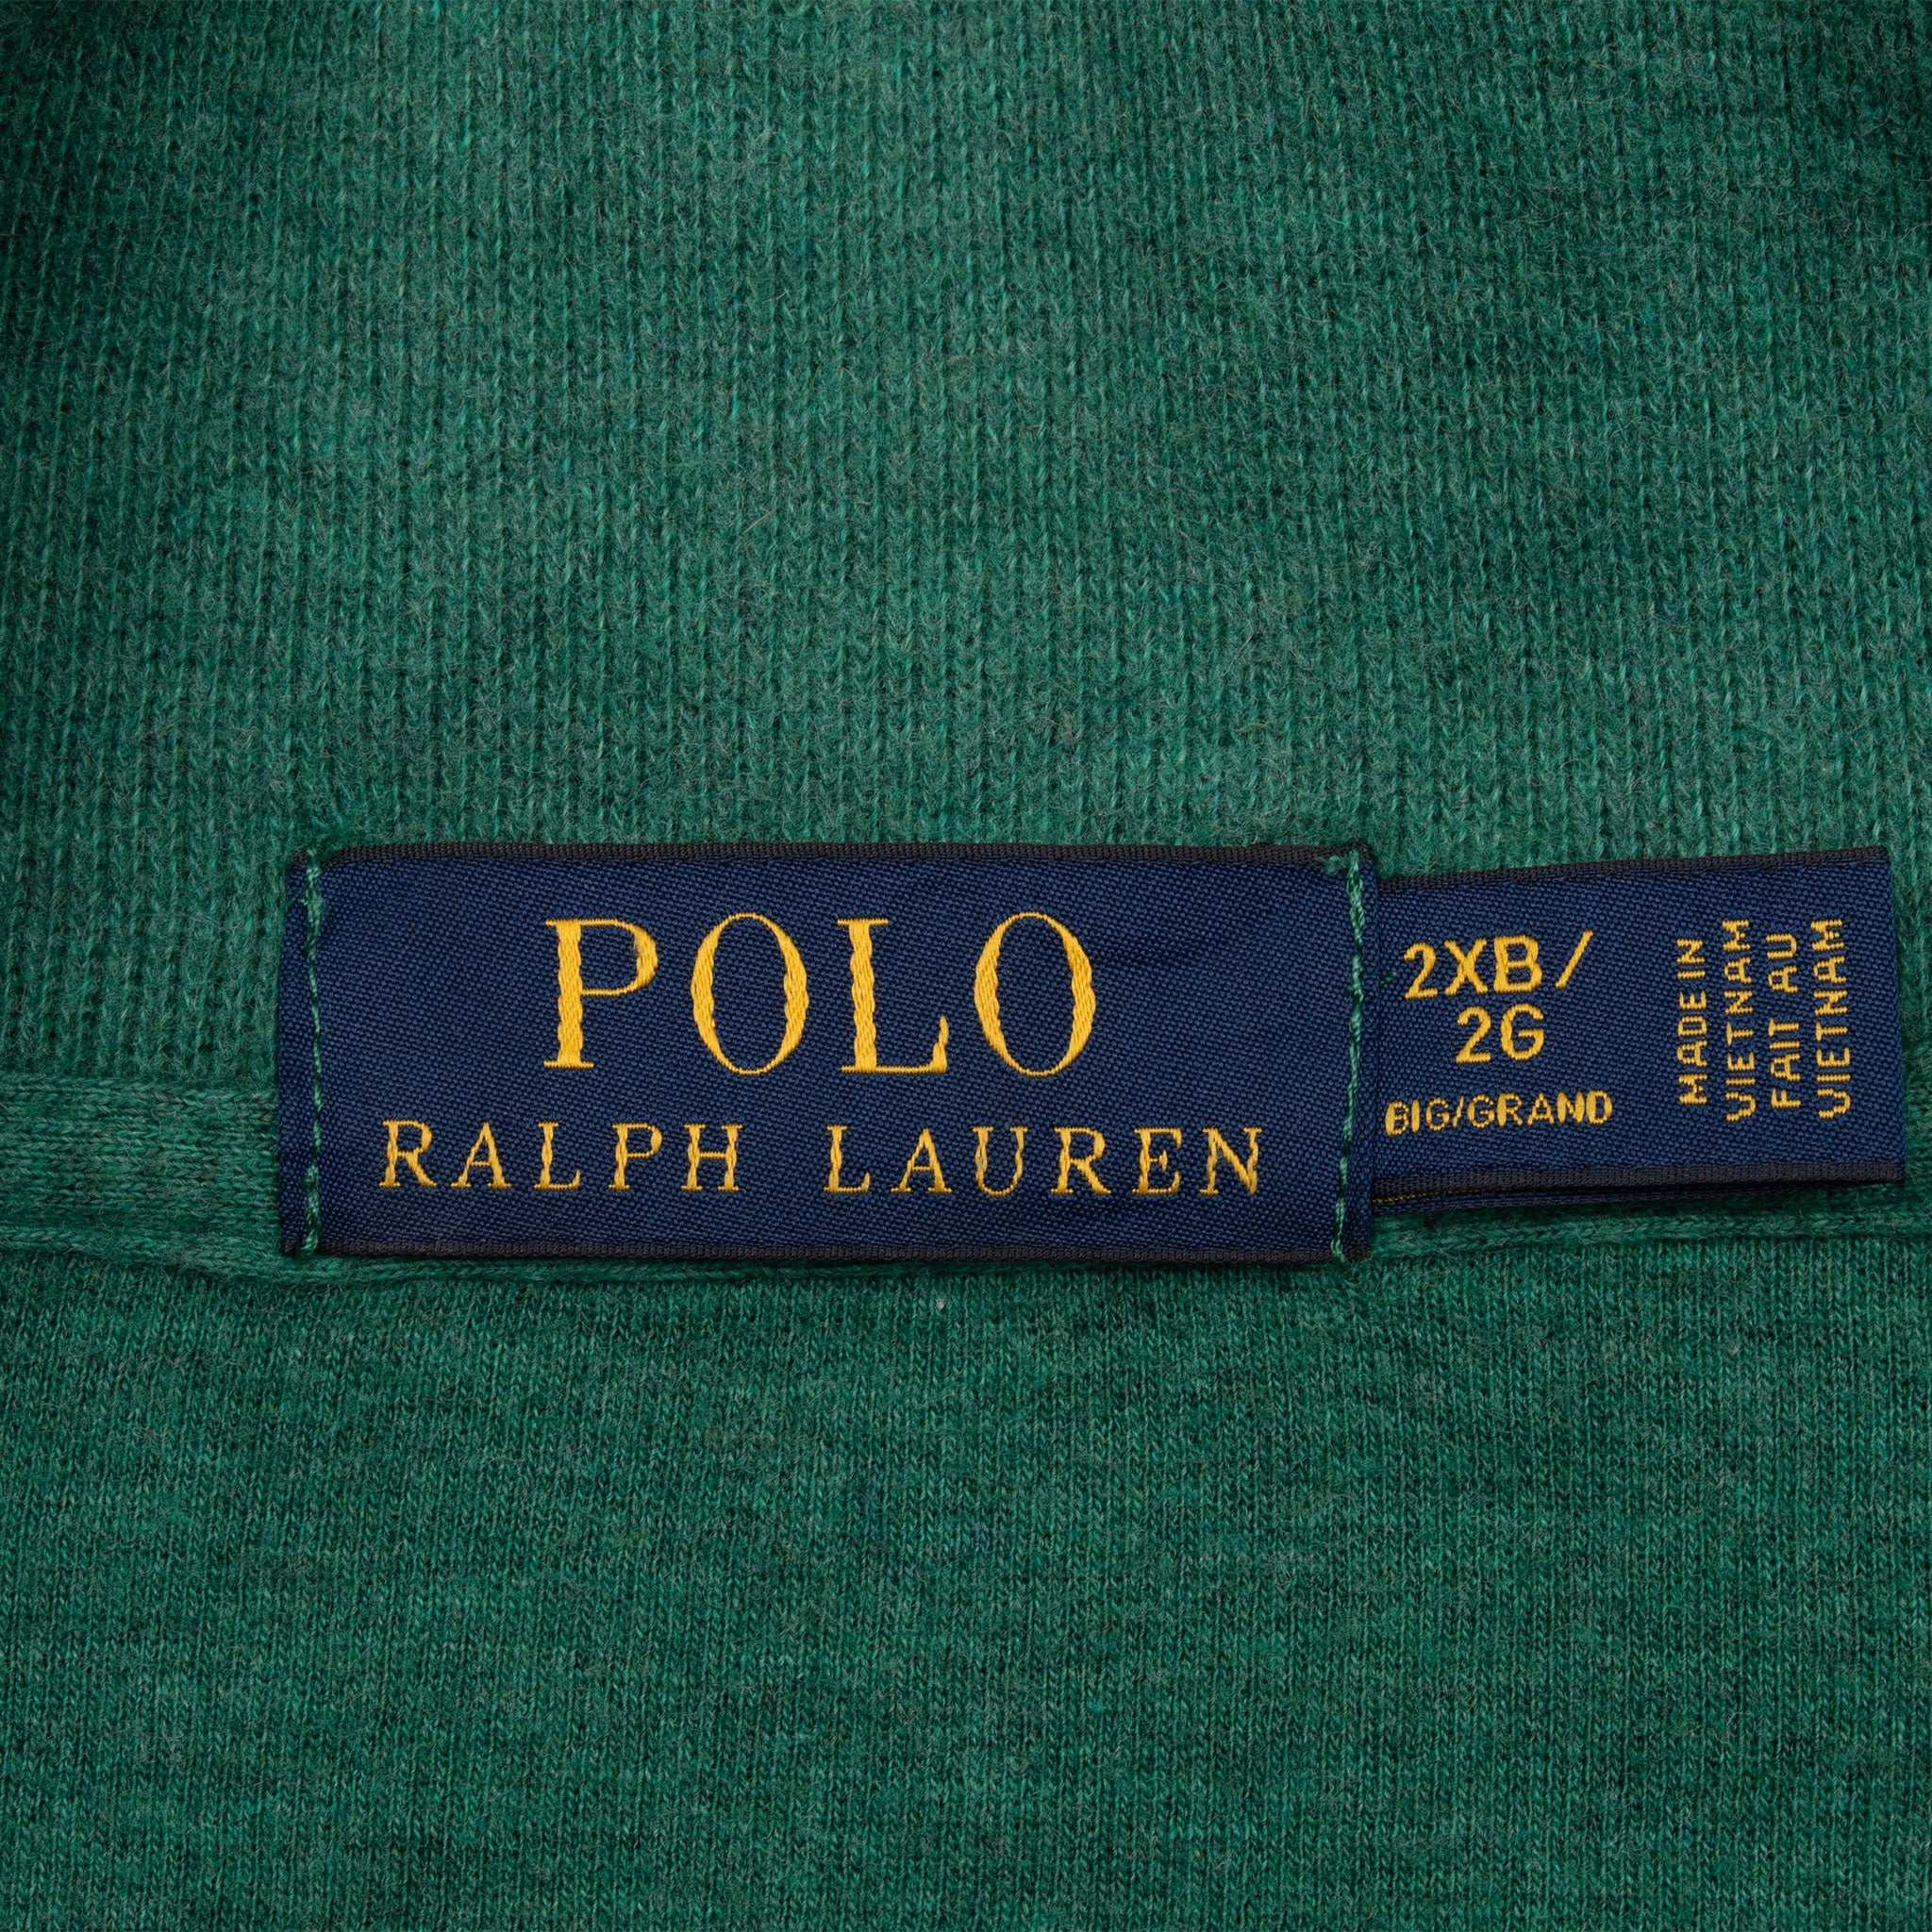 POLO
RALPH LAUREN
2XB/
2G
BIG/GRAND
MADE IN
VIETNAM
FAIT AU
VIETNAM